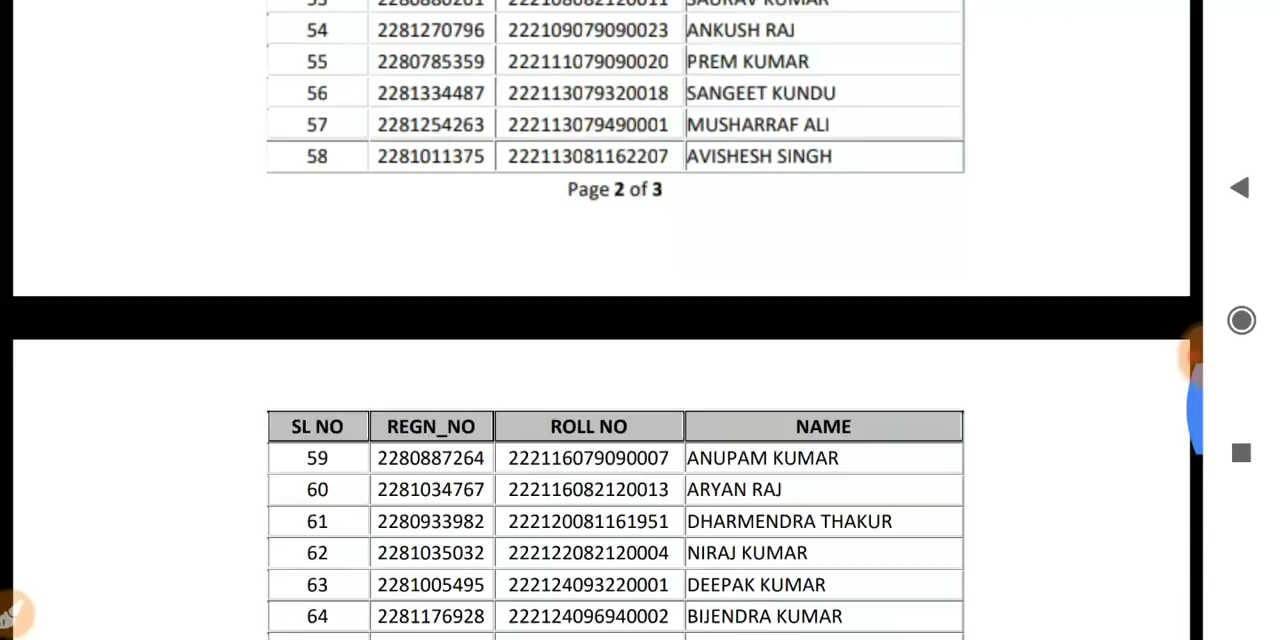 54 2281270796 222109079090023 ANKUSH RAJ
55 2280785359 222111079090020 PREM KUMAR
56 2281334487 222113079320018 SANGEET KUNDU
57 2281254263 222113079490001 MUSHARRAF ALI
58 2281011375 222113081162207 AVISHESH SINGH
Page 2 of 3
SL NO REGN_NO ROLL NO NAME
59 2280887264 222116079090007 ANUPAM KUMAR
60 2281034767 222116082120013 ARYAN RAJ
61 2280933982 222120081161951 DHARMENDRA THAKUR
62 2281035032 222122082120004 NIRAJ KUMAR
63 2281005495 222124093220001 DEEPAK KUMAR
64 2281176928 222124096940002 BIJENDRA KUMAR